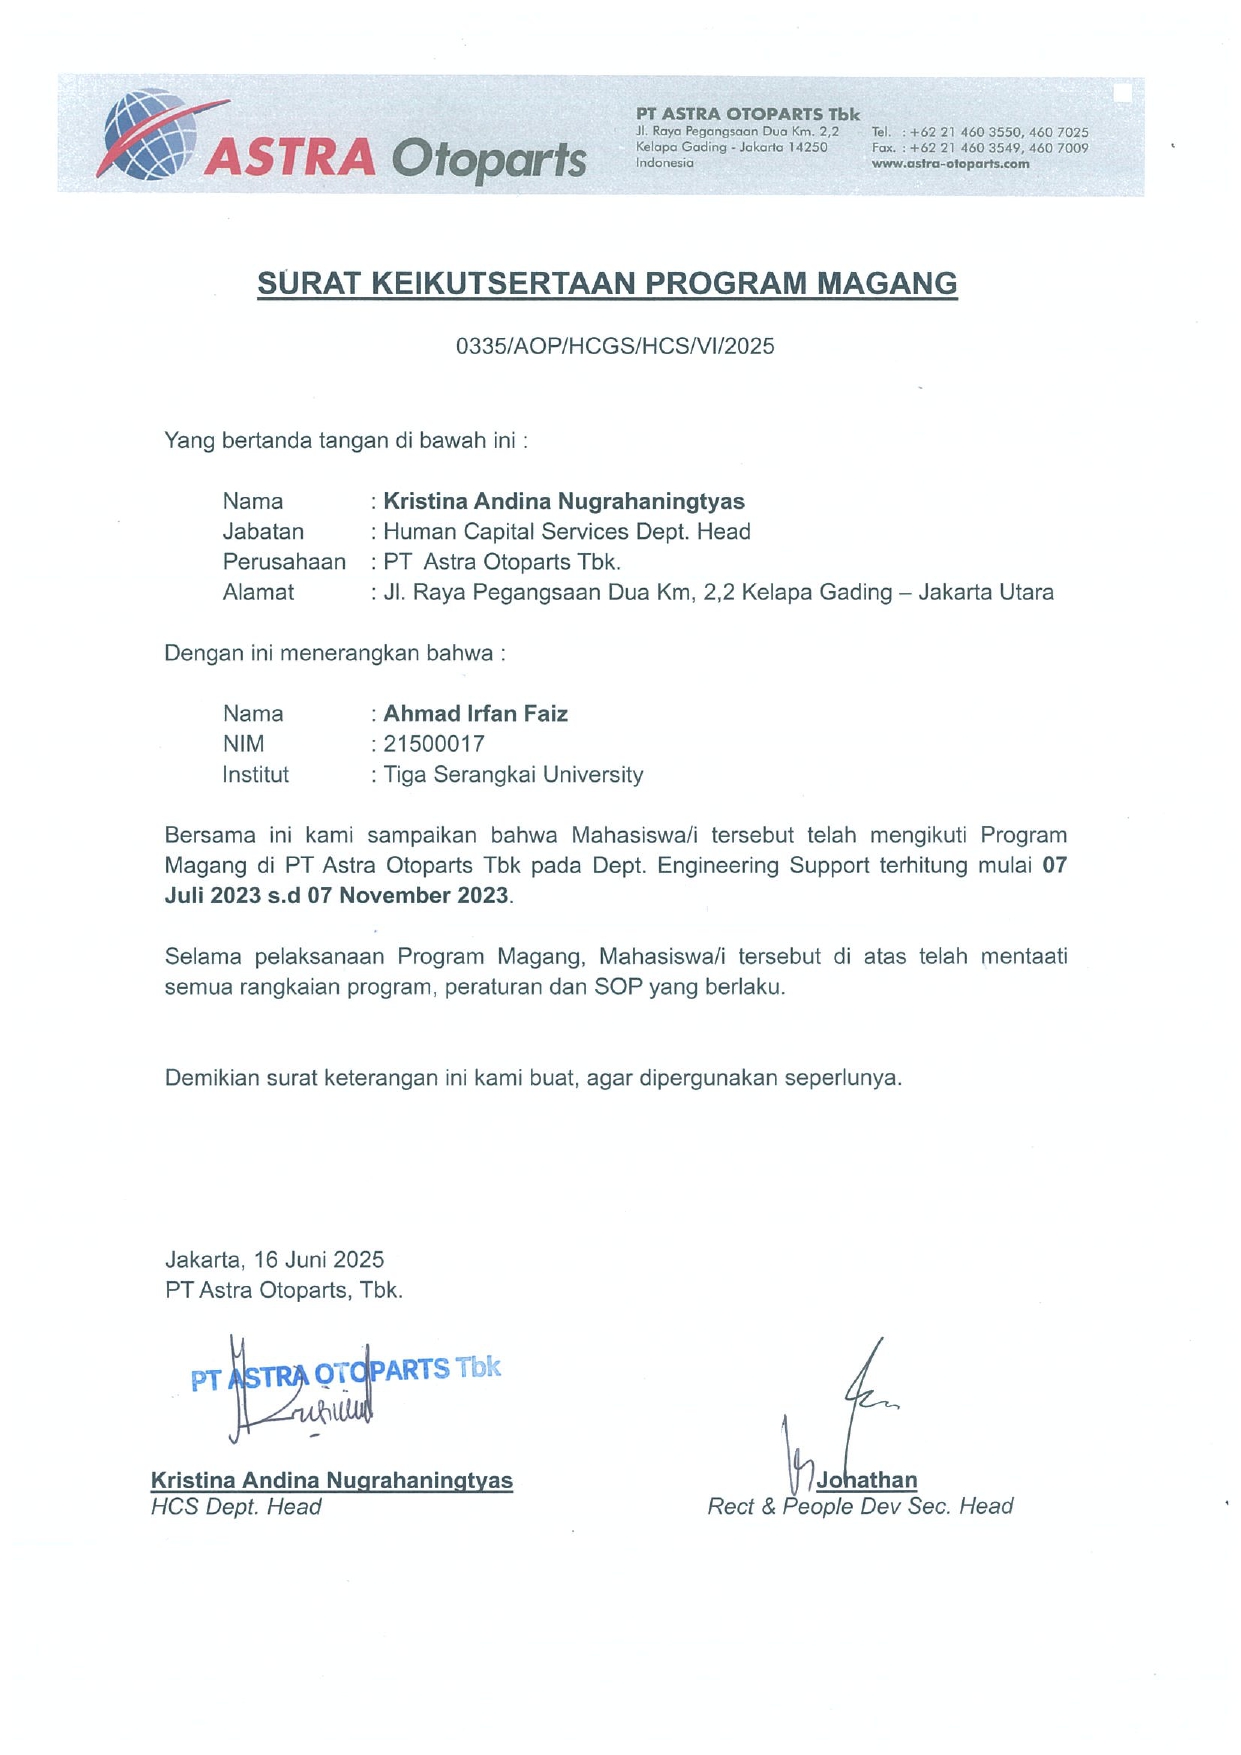 ASTRA Otoparts
PT ASTRA OTOPARTS Tbk
Jl. Raya Pegangsaan Dua Km. 2,2
Kelapa Gading - Jakarta 14250
Indonesia
Tel. : +62 21 460 3550, 460 7025
Fax. : +62 21 460 3549, 460 7009
www.astra-otoparts.com
SURAT KEIKUTSERTAAN PROGRAM MAGANG
0335/AOP/HCGS/HCS/VI/2025
Yang bertanda tangan di bawah ini :
Nama : Kristina Andina Nugrahaningtyas
Jabatan : Human Capital Services Dept. Head
Perusahaan : PT Astra Otoparts Tbk.
Alamat : Jl. Raya Pegangsaan Dua Km, 2,2 Kelapa Gading – Jakarta Utara
Dengan ini menerangkan bahwa :
Nama : Ahmad Irfan Faiz
NIM : 21500017
Institut : Tiga Serangkai University
Bersama ini kami sampaikan bahwa Mahasiswa/i tersebut telah mengikuti Program
Magang di PT Astra Otoparts Tbk pada Dept. Engineering Support terhitung mulai 07
Juli 2023 s.d 07 November 2023.
Selama pelaksanaan Program Magang, Mahasiswa/i tersebut di atas telah mentaati
semua rangkaian program, peraturan dan SOP yang berlaku.
Demikian surat keterangan ini kami buat, agar dipergunakan seperlunya.
Jakarta, 16 Juni 2025
PT Astra Otoparts, Tbk.
PT ASTRA OTOPARTS Tbk
Kristina Andina Nugrahaningtyas
HCS Dept. Head
Jonathan
Rect & People Dev Sec. Head